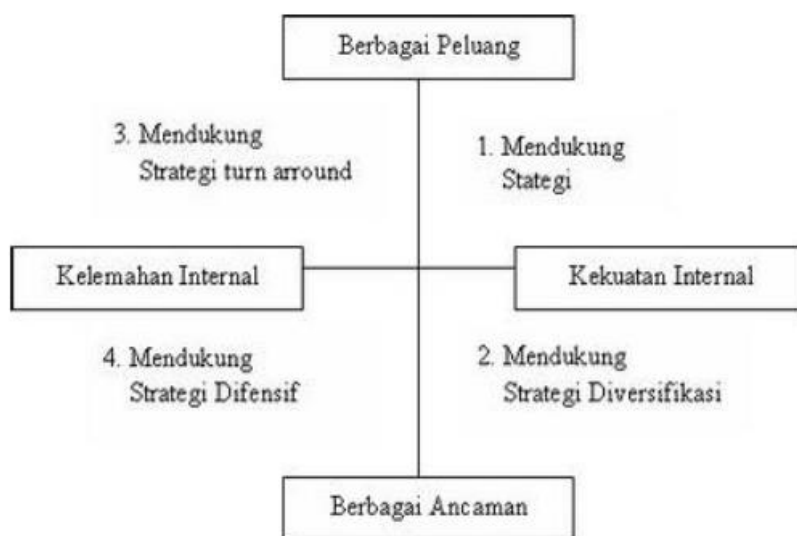 Berbagai Peluang
3. Mendukung
Strategi turn arround
1. Mendukung
Stategi
Kelemahan Internal
Kekuatan Internal
4. Mendukung
Strategi Difensif
2. Mendukung
Strategi Diversifikasi
Berbagai Ancaman